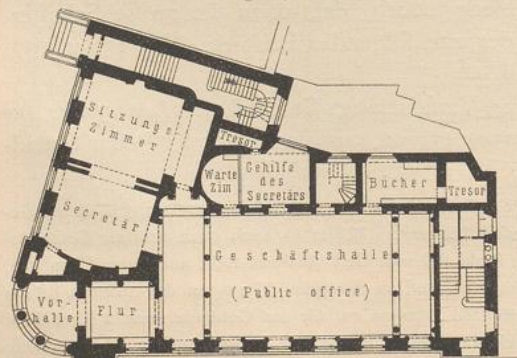 Sitzungs
Zimmer
Tresor
Warte
Zim
Gehilfe
des
Secretärs
Bücher
Tresor
Secretär
Geschäftshalle
(Public office)
Vor-
halle
Flur